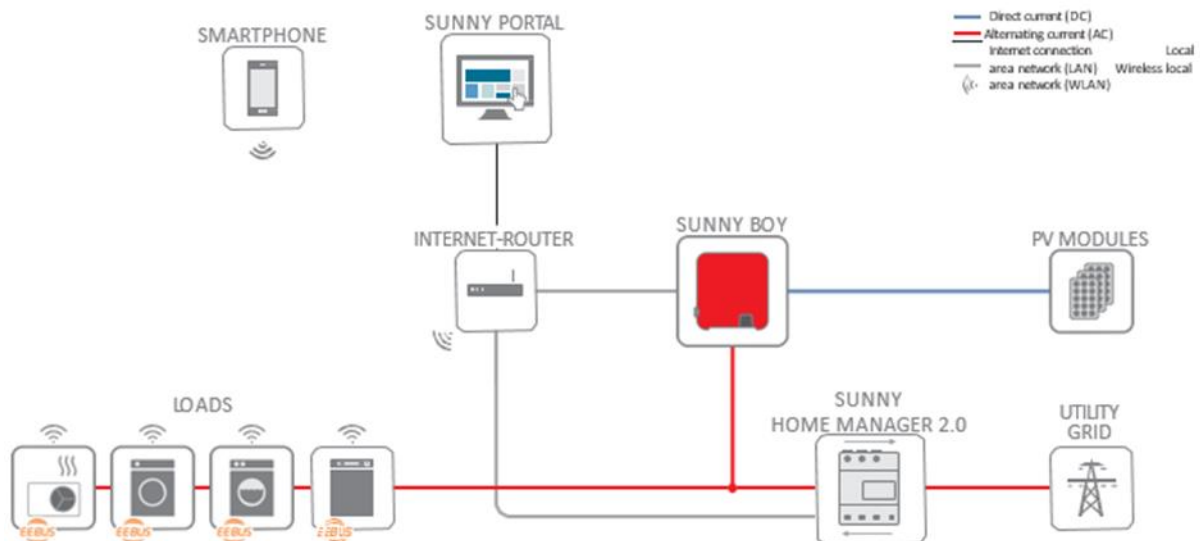 SUNNY PORTAL
SMARTPHONE
Direct current (DC)
Alternating current (AC)
Internet connection Local
area network (LAN) Wireless local
area network (WLAN)
INTERNET-ROUTER
SUNNY BOY
PV MODULES
LOADS
SUNNY
HOME MANAGER 2.0
UTILITY
GRID
EEBUS
EEBUS
EEBUS
EEBUS